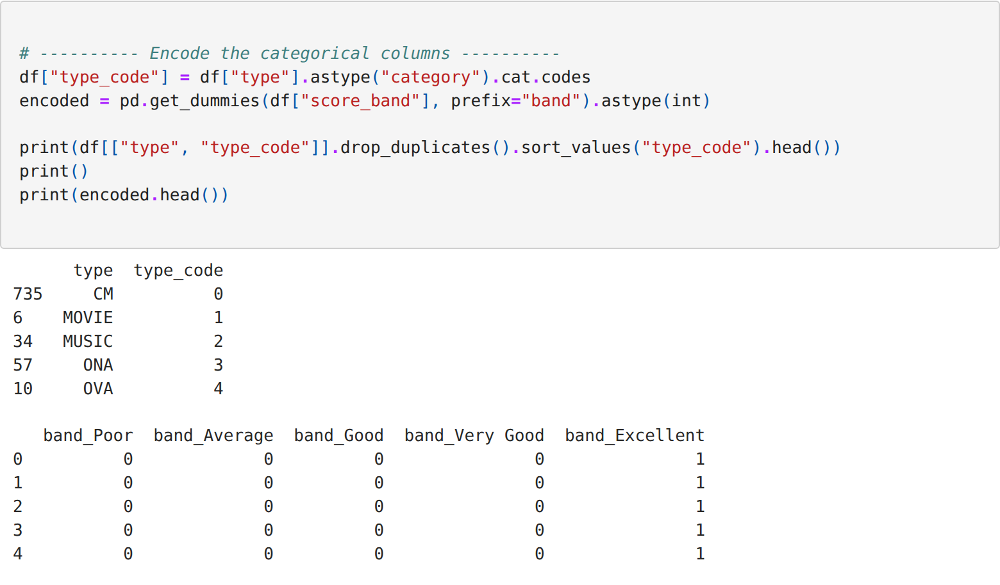 # ---------- Encode the categorical columns ----------
df["type_code"] = df["type"].astype("category").cat.codes
encoded = pd.get_dummies(df["score_band"], prefix="band").astype(int)

print(df[["type", "type_code"]].drop_duplicates().sort_values("type_code").head())
print()
print(encoded.head())

      type  type_code
735     CM          0
6    MOVIE          1
34   MUSIC          2
57     ONA          3
10     OVA          4

   band_Poor  band_Average  band_Good  band_Very Good  band_Excellent
0          0             0          0               0               1
1          0             0          0               0               1
2          0             0          0               0               1
3          0             0          0               0               1
4          0             0          0               0               1